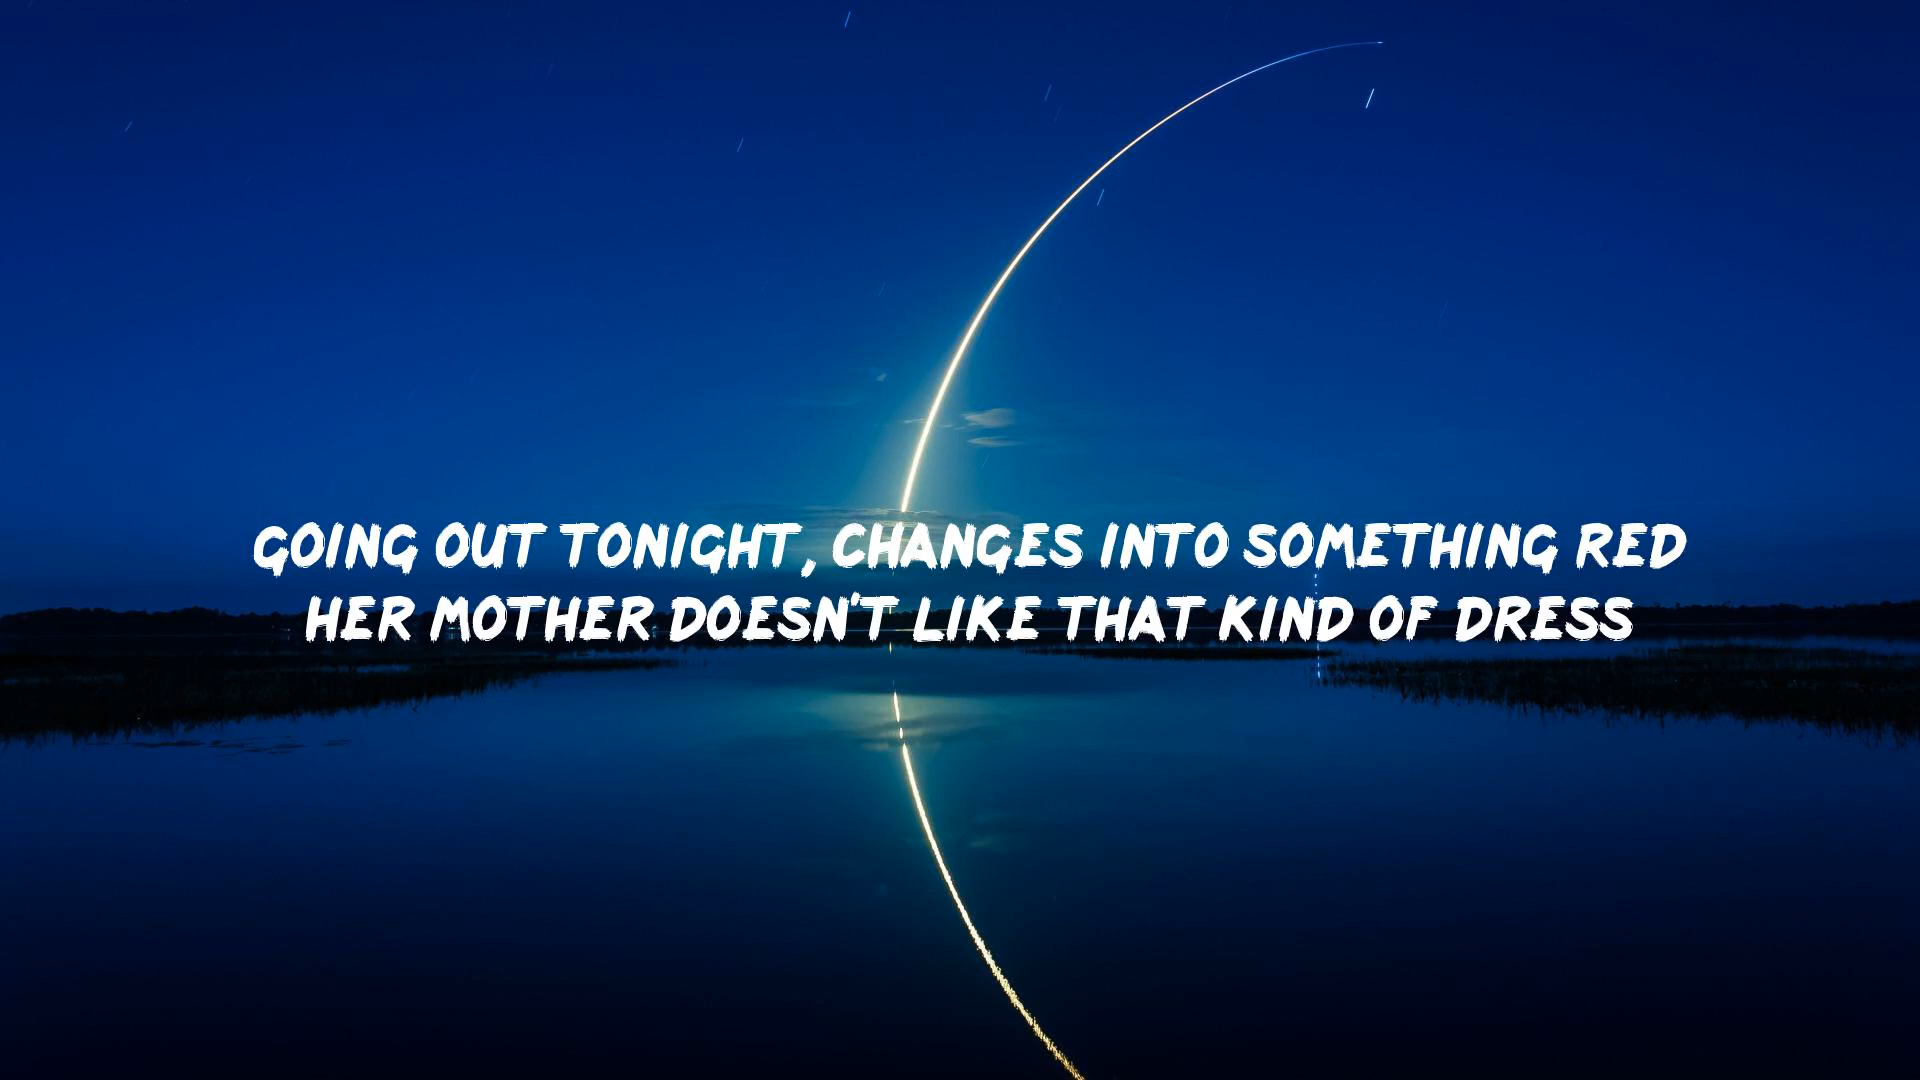 GOING OUT TONIGHT, CHANGES INTO SOMETHING RED
HER MOTHER DOESN'T LIKE THAT KIND OF DRESS